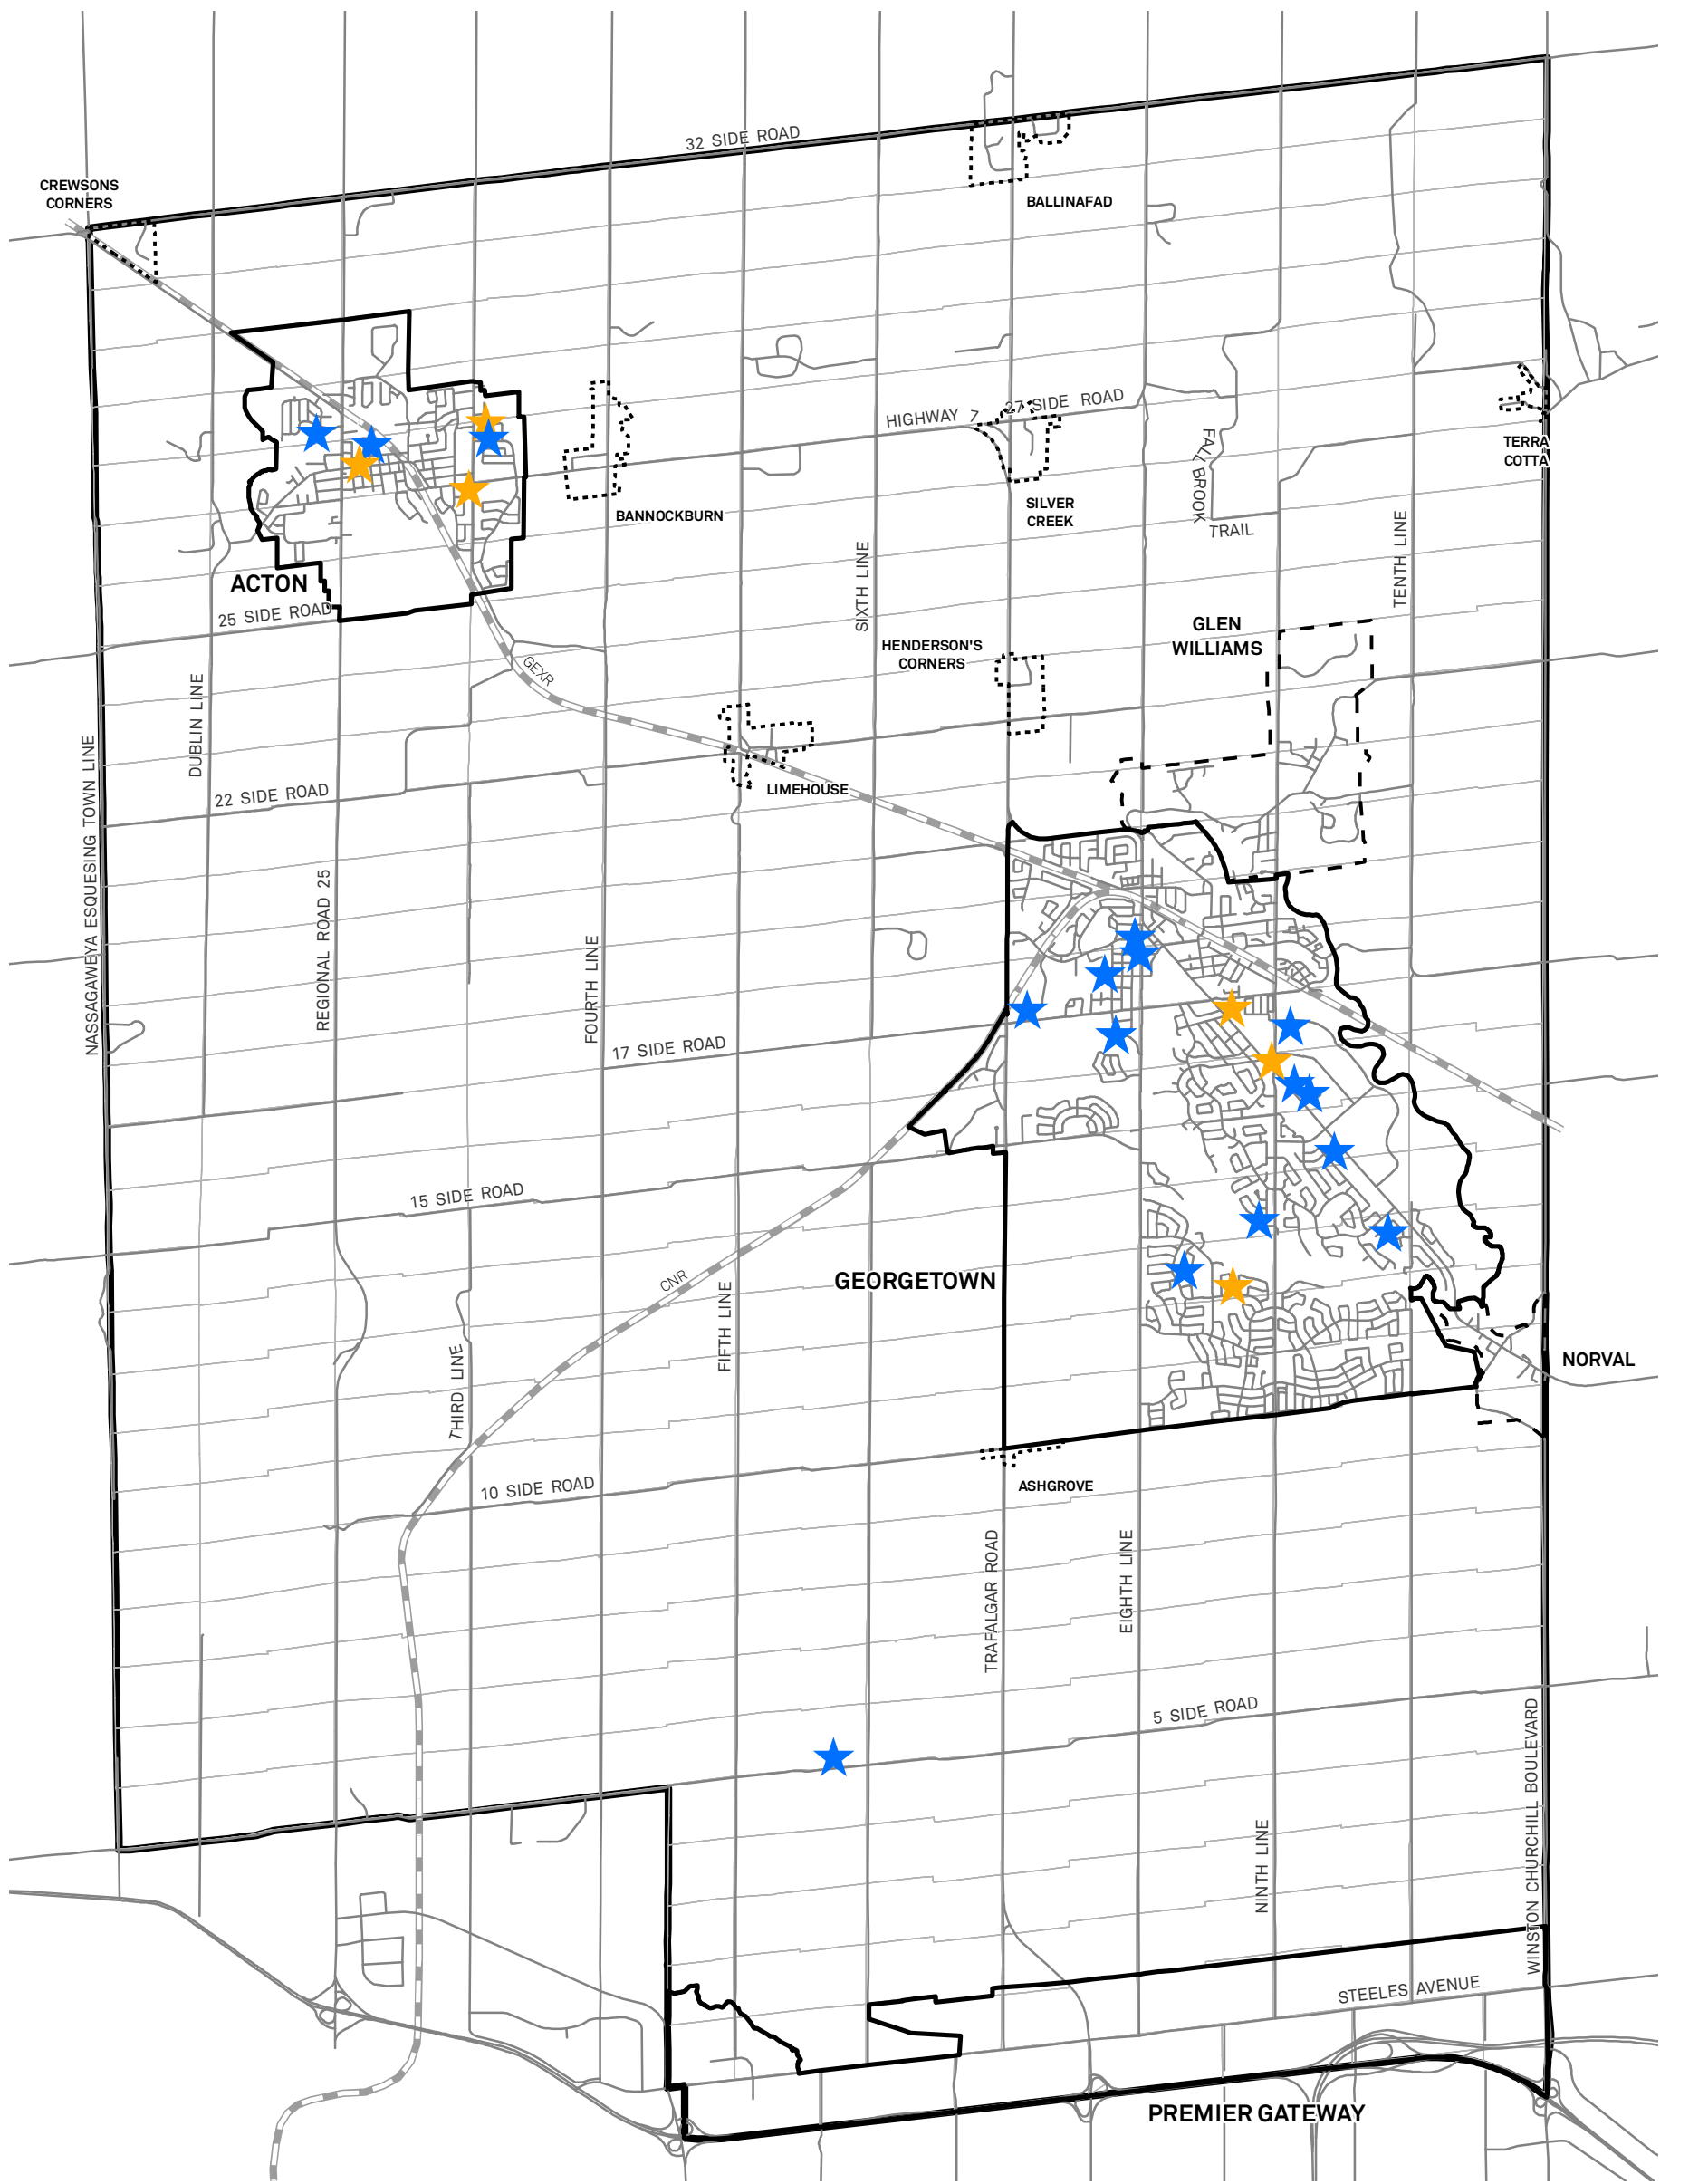 32 SIDE ROAD
CREWSONS
CORNERS
BALLINAFAD
HIGHWAY 7
27 SIDE ROAD
FALL BROOK
TRAIL
TERRA
COTTA
BANNOCKBURN
SILVER
CREEK
ACTON
25 SIDE ROAD
SIXTH LINE
TENTH LINE
GLEN
WILLIAMS
HENDERSON'S
CORNERS
GEXR
DUBLIN LINE
NASSAGAWEYA ESQUESING TOWN LINE
22 SIDE ROAD
LIMEHOUSE
REGIONAL ROAD 25
FOURTH LINE
17 SIDE ROAD
15 SIDE ROAD
GEORGETOWN
CNR
FIFTH LINE
THIRD LINE
NORVAL
10 SIDE ROAD
ASHGROVE
TRAFALGAR ROAD
EIGHTH LINE
5 SIDE ROAD
WINSTON CHURCHILL BOULEVARD
NINTH LINE
STEELES AVENUE
PREMIER GATEWAY